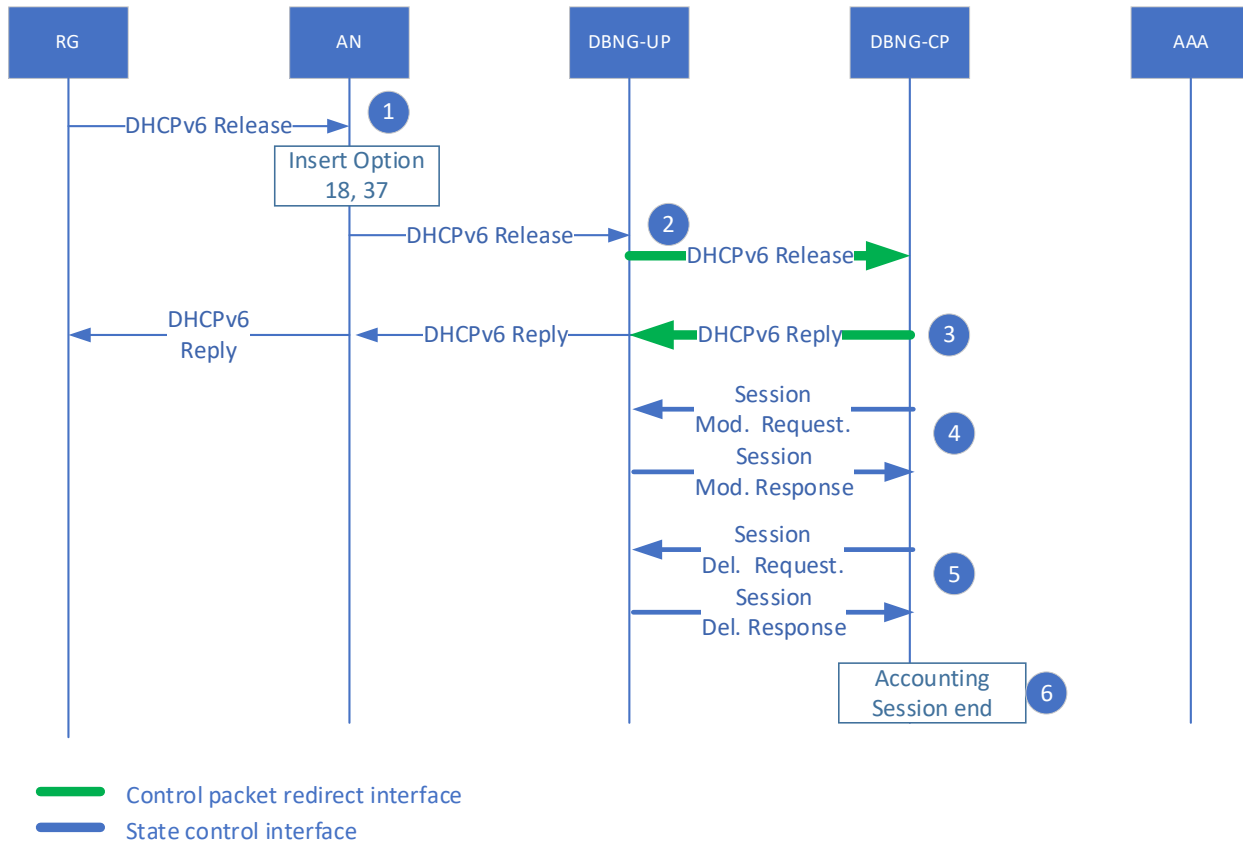 RG
AN
DBNG-UP
DBNG-CP
AAA
1
DHCPv6 Release
Insert Option
18, 37
2
DHCPv6 Release
DHCPv6 Release
DHCPv6
Reply
DHCPv6 Reply
DHCPv6 Reply
3
Session
Mod. Request.
4
Session
Mod. Response
Session
Del. Request.
5
Session
Del. Response
Accounting
Session end
6
Control packet redirect interface
State control interface